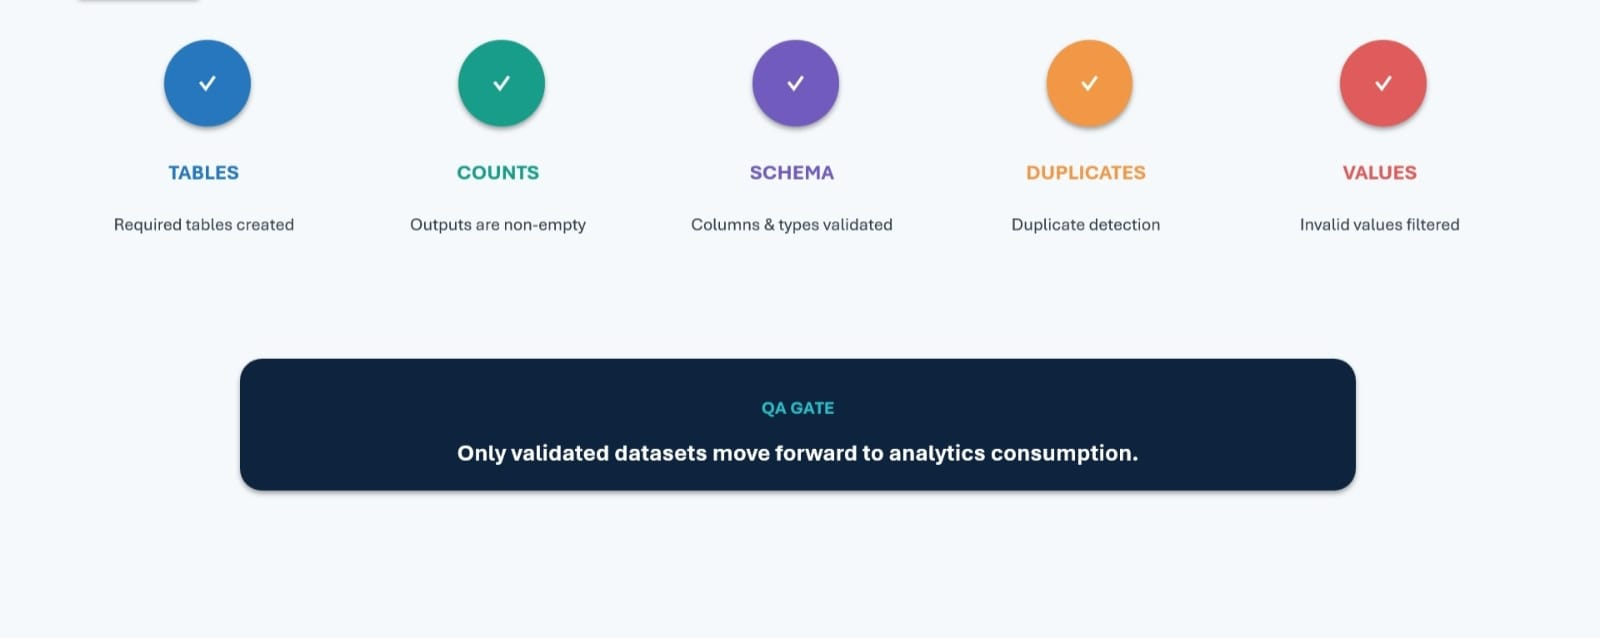 TABLES
COUNTS
SCHEMA
DUPLICATES
VALUES
Required tables created
Outputs are non-empty
Columns & types validated
Duplicate detection
Invalid values filtered
QA GATE
Only validated datasets move forward to analytics consumption.